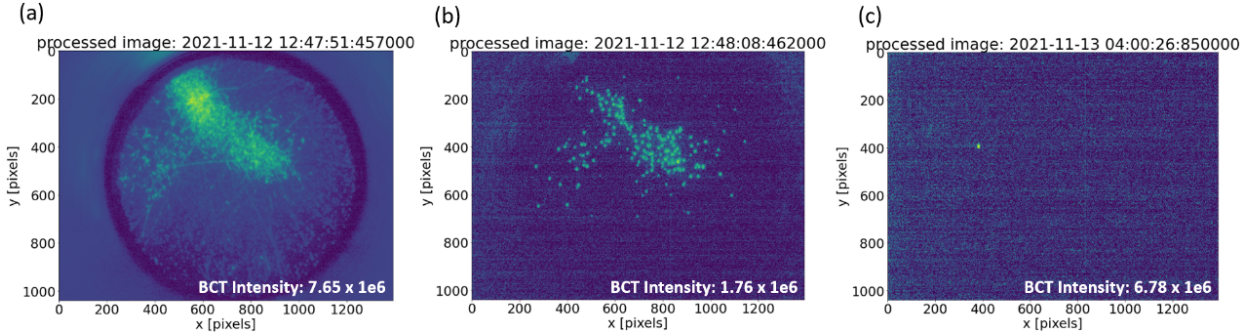 (a)
processed image: 2021-11-12 12:47:51:457000
0
200
400
600
800
1000
y [pixels]
0 200 400 600 800 1000 1200
x [pixels]
BCT Intensity: 7.65 x 1e6
(b)
processed image: 2021-11-12 12:48:08:462000
0
200
400
600
800
1000
y [pixels]
0 200 400 600 800 1000 1200
x [pixels]
BCT Intensity: 1.76 x 1e6
(c)
processed image: 2021-11-13 04:00:26:850000
0
200
400
600
800
1000
y [pixels]
0 200 400 600 800 1000 1200
x [pixels]
BCT Intensity: 6.78 x 1e6